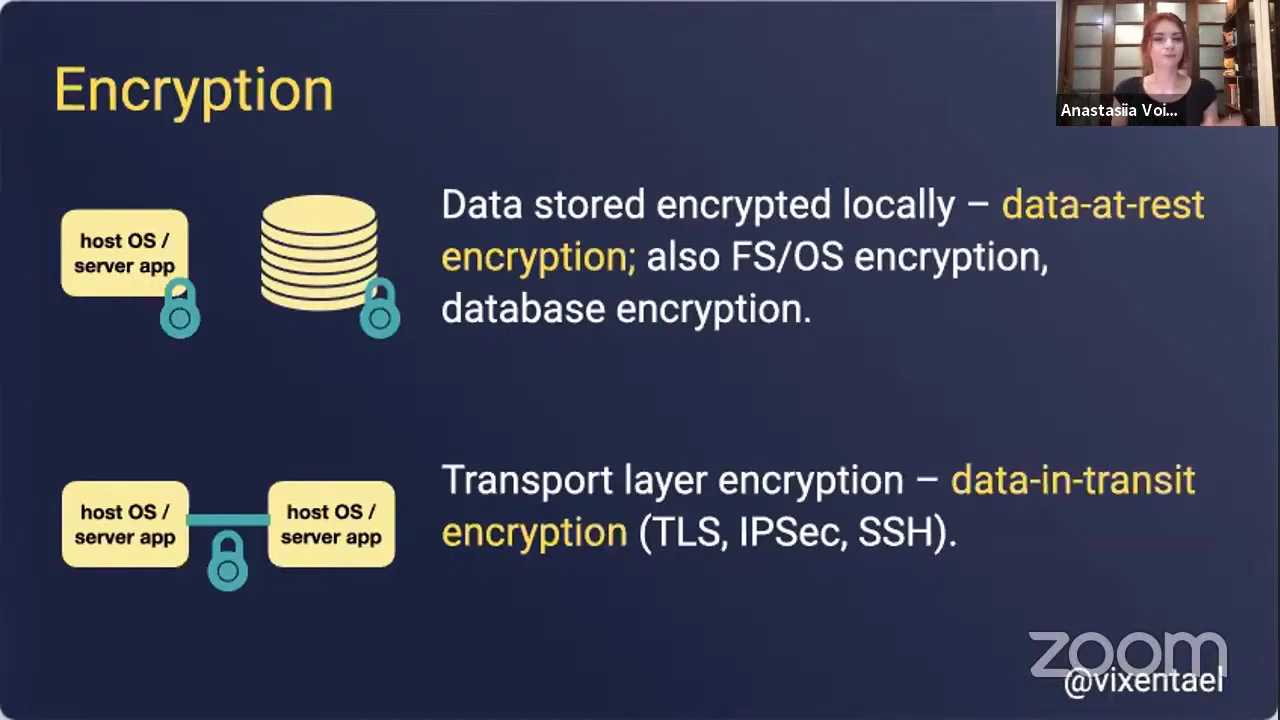 Encryption
Anastasiia Voi...
host OS /
server app
Data stored encrypted locally – data-at-rest
encryption; also FS/OS encryption,
database encryption.
host OS /
server app
host OS /
server app
Transport layer encryption – data-in-transit
encryption (TLS, IPSec, SSH).
zoom
@vixentael